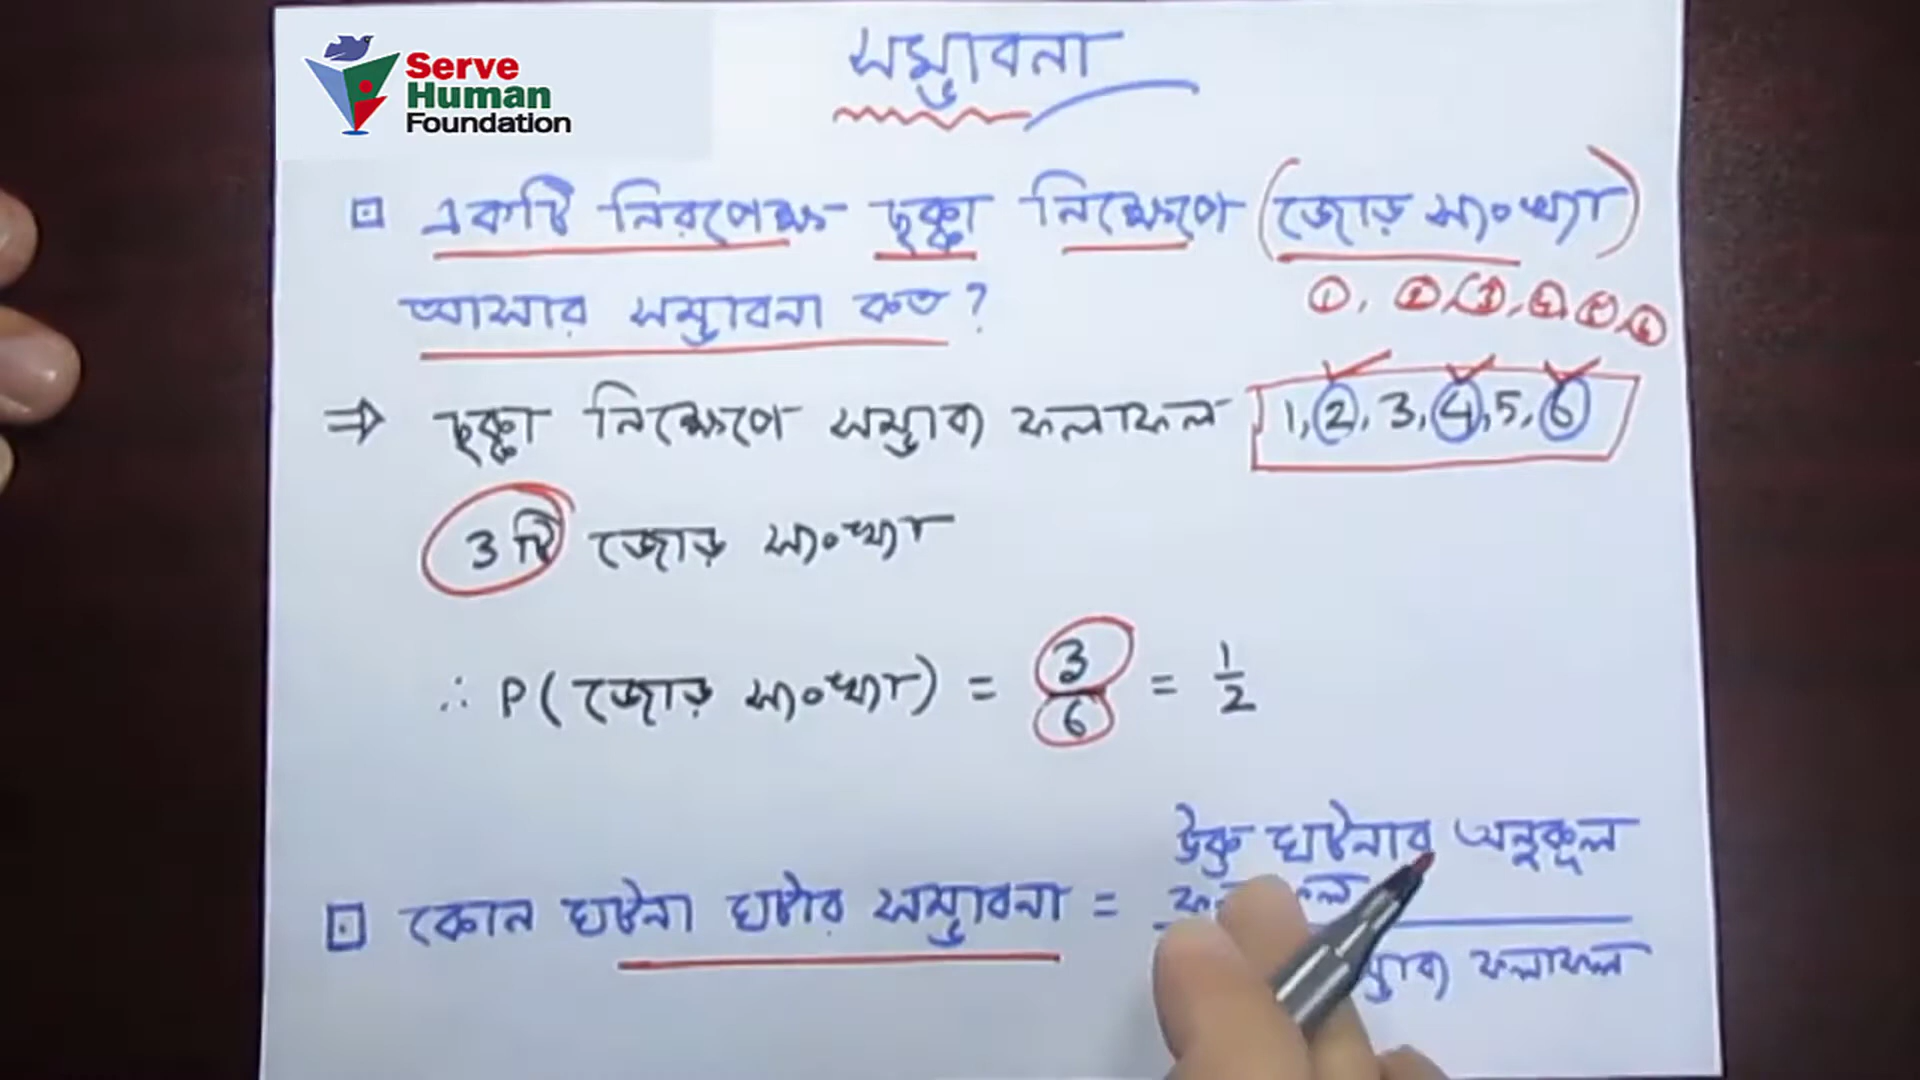 Serve
Human
Foundation
সম্ভাবনা
একটি নিরপেক্ষ ছক্কা নিক্ষেপে (জোড় সংখ্যা)
আসার সম্ভাবনা কত?
1, 2, 3, 4, 5, 6
⇒ ছক্কা নিক্ষেপে সম্ভাব্য ফলাফল 1, 2, 3, 4, 5, 6
3টি জোড় সংখ্যা
∴ P(জোড় সংখ্যা) = 3/6 = 1/2
উক্ত ঘটনার অনুকূল
কোন ঘটনা ঘটার সম্ভাবনা =
ফলাফল